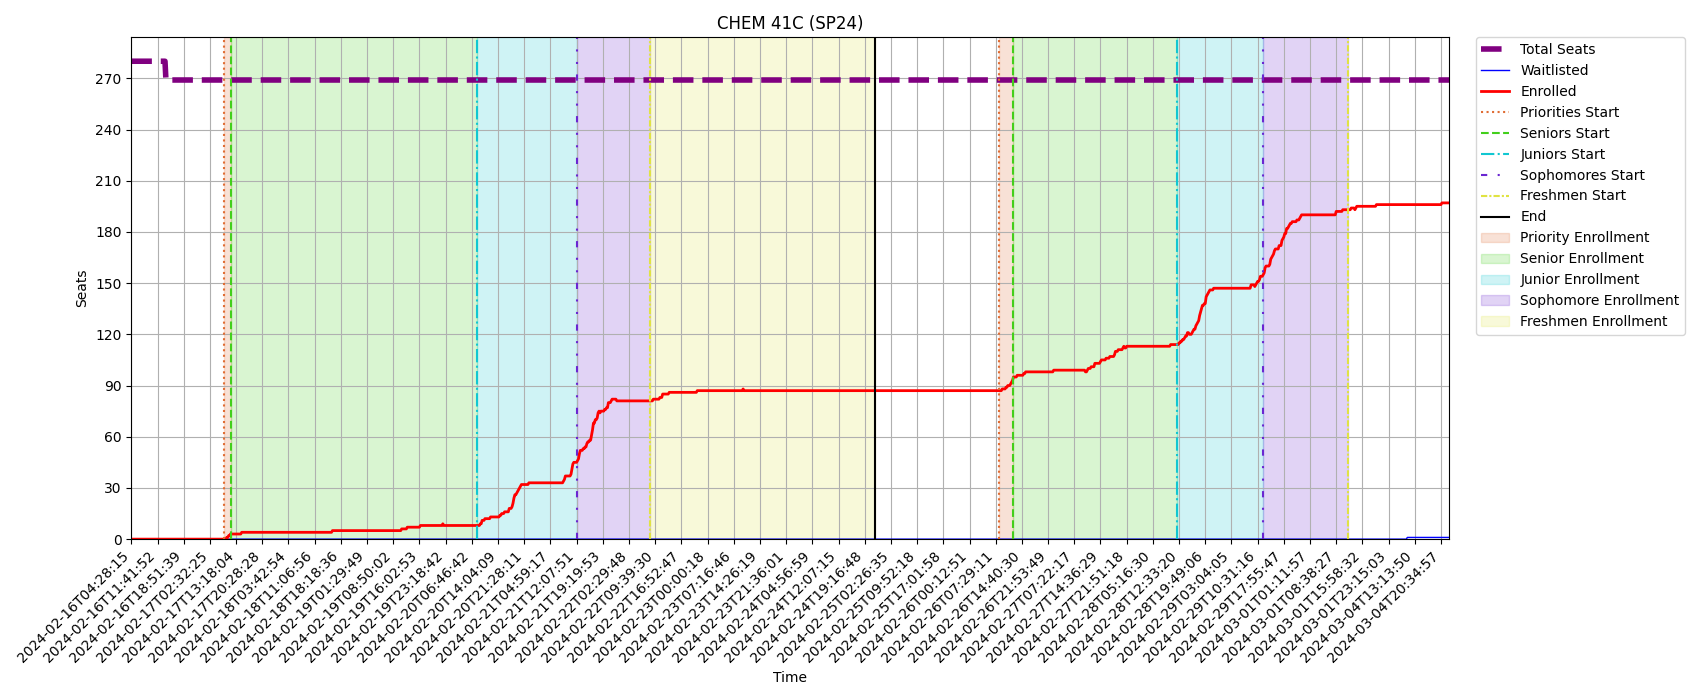 CHEM 41C (SP24)
Total Seats
Waitlisted
Enrolled
Priorities Start
Seniors Start
Juniors Start
Sophomores Start
Freshmen Start
End
Priority Enrollment
Senior Enrollment
Junior Enrollment
Sophomore Enrollment
Freshmen Enrollment
Seats
270
240
210
180
150
120
90
60
30
0
2024-02-16T04:28:15
2024-02-16T11:41:52
2024-02-16T18:51:39
2024-02-17T02:32:25
2024-02-17T13:18:04
2024-02-17T20:28:28
2024-02-18T03:42:54
2024-02-18T11:06:56
2024-02-18T18:18:36
2024-02-19T01:29:49
2024-02-19T08:50:02
2024-02-19T16:02:53
2024-02-19T23:18:42
2024-02-20T06:46:42
2024-02-20T14:04:09
2024-02-20T21:28:11
2024-02-21T04:59:17
2024-02-21T12:07:51
2024-02-21T19:19:53
2024-02-22T02:29:48
2024-02-22T09:39:30
2024-02-22T16:52:47
2024-02-23T00:00:18
2024-02-23T07:16:46
2024-02-23T14:26:19
2024-02-23T21:36:01
2024-02-24T04:56:59
2024-02-24T12:07:15
2024-02-24T19:16:48
2024-02-25T02:26:35
2024-02-25T09:52:18
2024-02-25T17:01:58
2024-02-26T00:12:51
2024-02-26T07:29:11
2024-02-26T14:40:30
2024-02-26T21:53:49
2024-02-27T07:22:17
2024-02-27T14:36:29
2024-02-27T21:51:18
2024-02-28T05:16:30
2024-02-28T12:33:20
2024-02-28T19:49:06
2024-02-29T03:04:05
2024-02-29T10:31:16
2024-02-29T17:55:47
2024-03-01T01:11:57
2024-03-01T08:38:27
2024-03-01T15:58:32
2024-03-01T23:15:03
2024-03-04T13:13:50
2024-03-04T20:34:57
Time